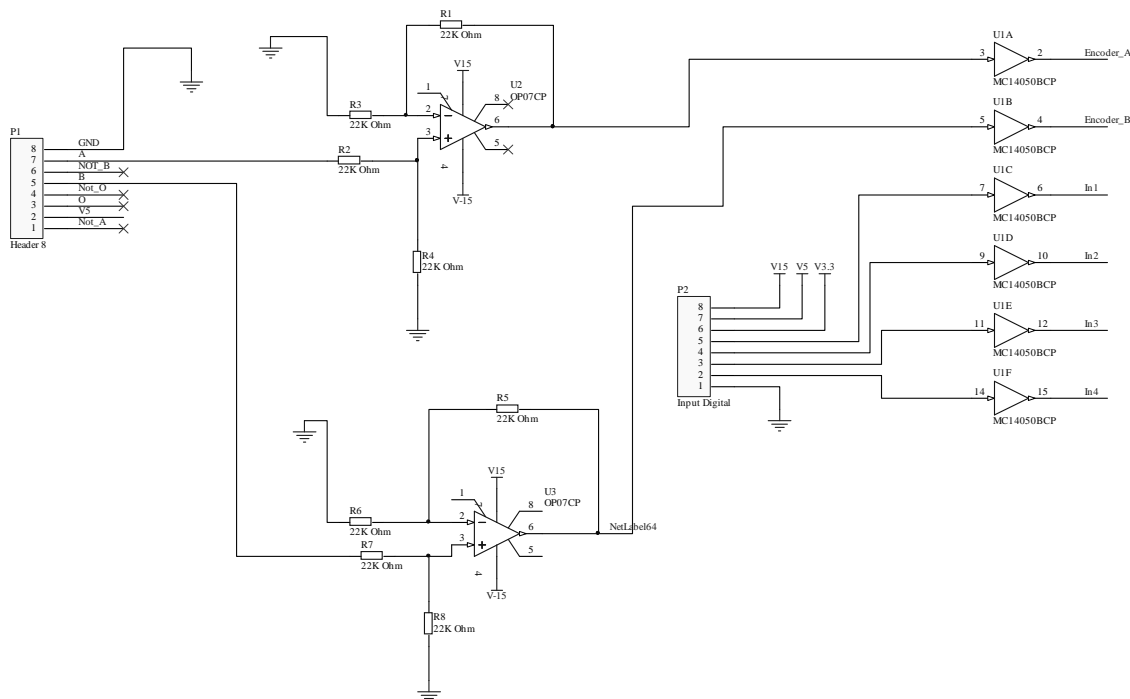 R1
22K Ohm
V15
1
7
U2
OP07CP
8
R3
22K Ohm
2
6
3
5
4
V-15
R2
22K Ohm
R4
22K Ohm
P1
8
7
6
5
4
3
2
1
GND
A
NOT_B
B
Not_O
O
V5
Not_A
Header 8
U1A
3
2
Encoder_A
MC14050BCP
U1B
5
4
Encoder_B
MC14050BCP
U1C
7
6
In1
MC14050BCP
U1D
9
10
In2
MC14050BCP
U1E
11
12
In3
MC14050BCP
U1F
14
15
In4
MC14050BCP
V15
V5
V3.3
P2
8
7
6
5
4
3
2
1
Input Digital
R5
22K Ohm
V15
1
7
U3
OP07CP
8
R6
22K Ohm
2
6
NetLabel64
3
5
4
V-15
R7
22K Ohm
R8
22K Ohm